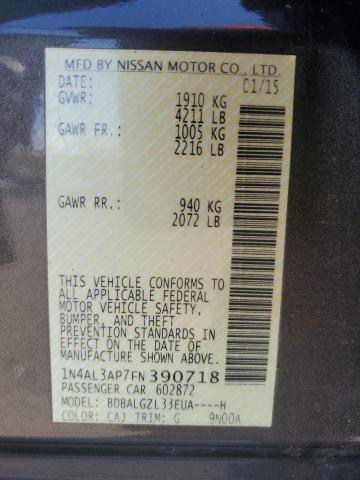 MFD BY NISSAN MOTOR CO., LTD
DATE: 01/15
GVWR: 1910 KG
4211 LB
GAWR FR.: 1005 KG
2216 LB
GAWR RR.: 940 KG
2072 LB
THIS VEHICLE CONFORMS TO
ALL APPLICABLE FEDERAL
MOTOR VEHICLE SAFETY,
BUMPER, AND THEFT
PREVENTION STANDARDS IN
EFFECT ON THE DATE OF
MANUFACTURE SHOWN ABOVE.
1N4AL3AP7FN390718
PASSENGER CAR 602872
MODEL: BDBALGZL33EUA----H
COLOR: CAJ TRIM: G 9N00A